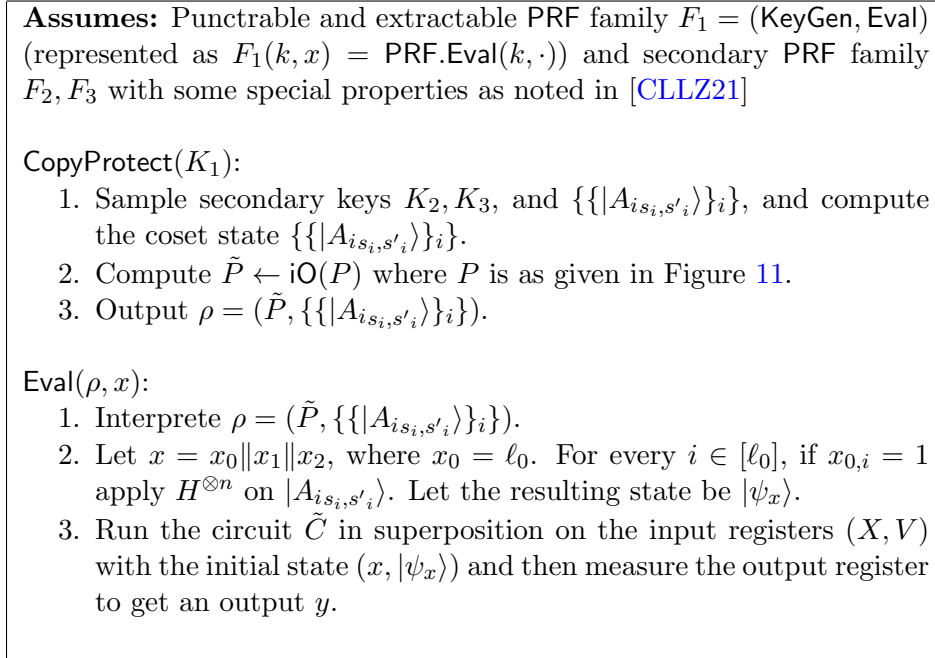 Assumes: Punctrable and extractable PRF family F₁ = (KeyGen, Eval)
(represented as F₁(k, x) = PRF.Eval(k, ·)) and secondary PRF family
F₂, F₃ with some special properties as noted in [CLLZ21]
CopyProtect(K₁):
1. Sample secondary keys K₂, K₃, and {{|A_{i s_i, s'_i}⟩}_i}, and compute
the coset state {{|A_{i s_i, s'_i}⟩}_i}.
2. Compute P̃ ← iO(P) where P is as given in Figure 11.
3. Output ρ = (P̃, {{|A_{i s_i, s'_i}⟩}_i}).
Eval(ρ, x):
1. Interprete ρ = (P̃, {{|A_{i s_i, s'_i}⟩}_i}).
2. Let x = x₀‖x₁‖x₂, where x₀ = ℓ₀. For every i ∈ [ℓ₀], if x_{0,i} = 1
apply H^{⊗n} on |A_{i s_i, s'_i}⟩. Let the resulting state be |ψ_x⟩.
3. Run the circuit C̃ in superposition on the input registers (X, V)
with the initial state (x, |ψ_x⟩) and then measure the output register
to get an output y.